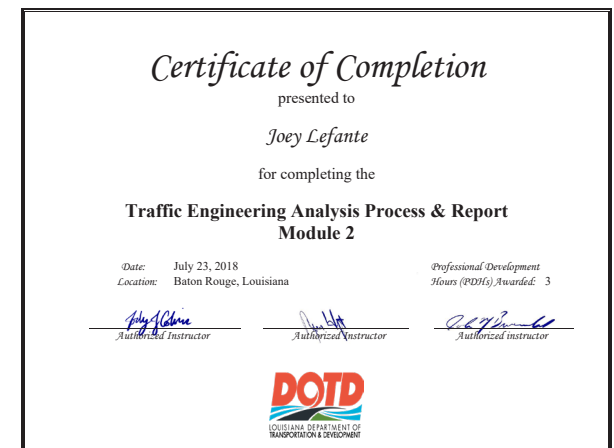 Certificate of Completion
presented to
Joey Lefante
for completing the
Traffic Engineering Analysis Process & Report
Module 2
Date: July 23, 2018
Location: Baton Rouge, Louisiana
Professional Development
Hours (PDHs) Awarded: 3
Authorized Instructor
Authorized Instructor
Authorized instructor
DOTD
LOUISIANA DEPARTMENT OF
TRANSPORTATION & DEVELOPMENT